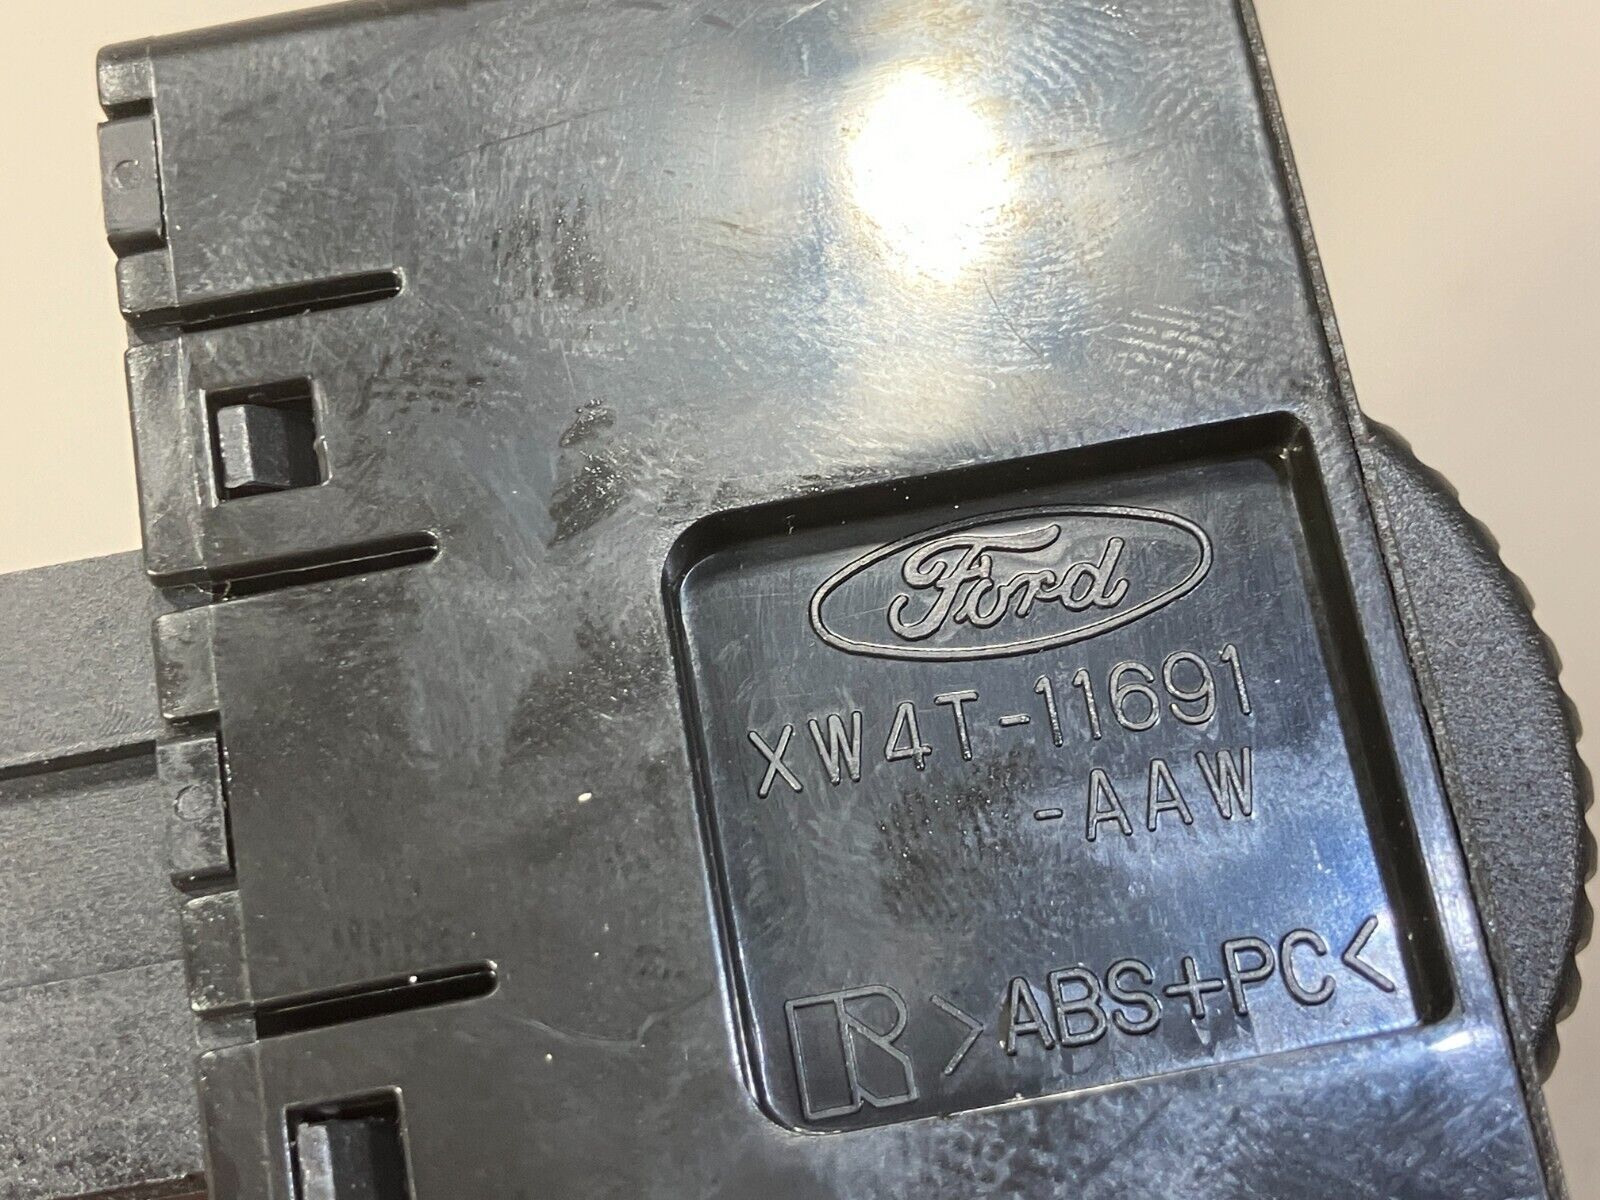 Ford
XW4T-11691
-AAW
R >ABS+PC<